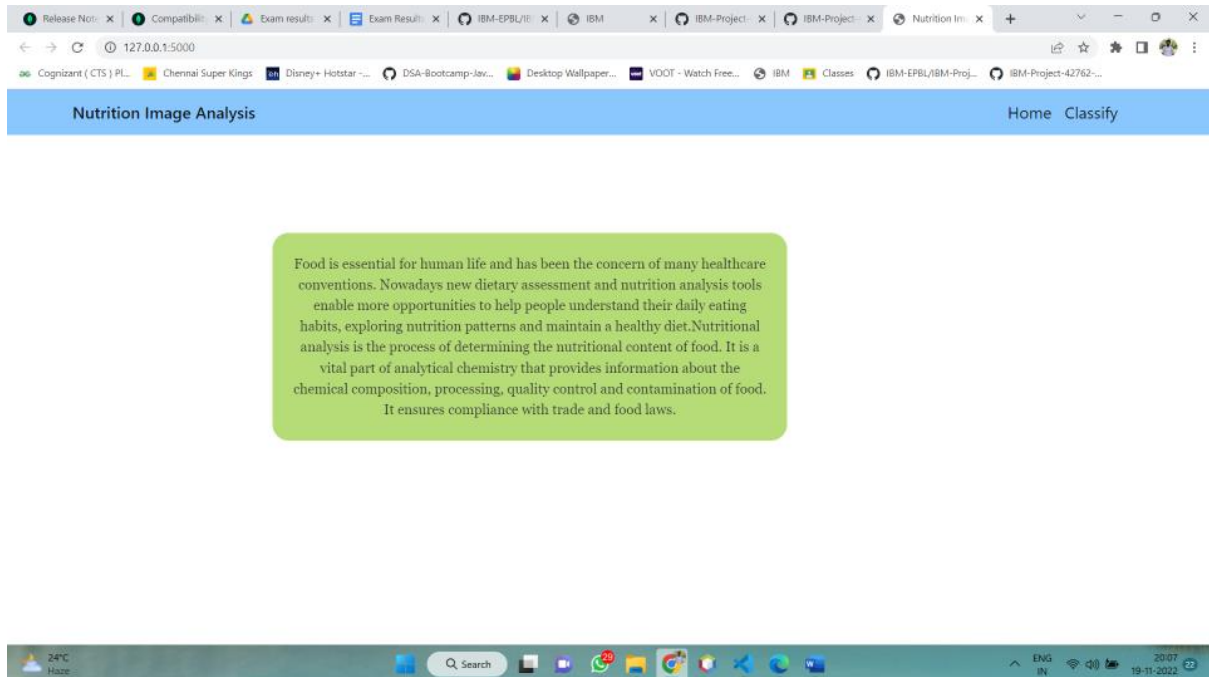 Release Not
Compatibilit
Exam results
Exam Result
IBM-EPBL/IB
IBM
IBM-Project
IBM-Project-
Nutrition Im
127.0.0.1:5000
Cognizant ( CTS ) Pl...
Chennai Super Kings
Disney+ Hotstar -...
DSA-Bootcamp-Jav...
Desktop Wallpaper...
VOOT - Watch Free...
IBM
Classes
IBM-EPBL/IBM-Proj...
IBM-Project-42762-...
Nutrition Image Analysis
Home Classify
Food is essential for human life and has been the concern of many healthcare
conventions. Nowadays new dietary assessment and nutrition analysis tools
enable more opportunities to help people understand their daily eating
habits, exploring nutrition patterns and maintain a healthy diet.Nutritional
analysis is the process of determining the nutritional content of food. It is a
vital part of analytical chemistry that provides information about the
chemical composition, processing, quality control and contamination of food.
It ensures compliance with trade and food laws.
24°C
Haze
Search
29
ENG
IN
20:07
19-11-2022
22